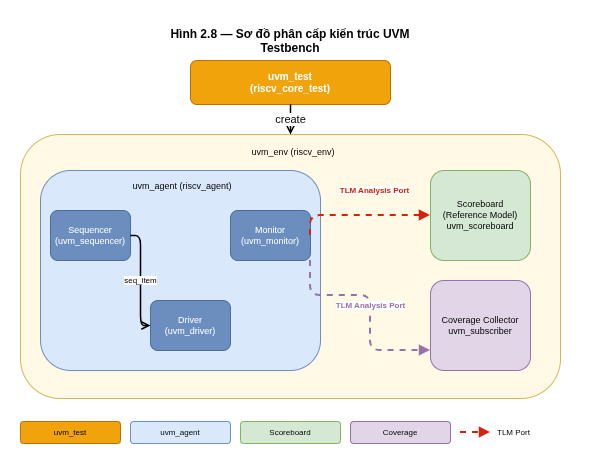 Hình 2.8 — Sơ đồ phân cấp kiến trúc UVM
Testbench
uvm_test
(riscv_core_test)
create
uvm_env (riscv_env)
uvm_agent (riscv_agent)
TLM Analysis Port
Sequencer
(uvm_sequencer)
Monitor
(uvm_monitor)
Scoreboard
(Reference Model)
uvm_scoreboard
seq_item
TLM Analysis Port
Driver
(uvm_driver)
Coverage Collector
uvm_subscriber
uvm_test
uvm_agent
Scoreboard
Coverage
TLM Port